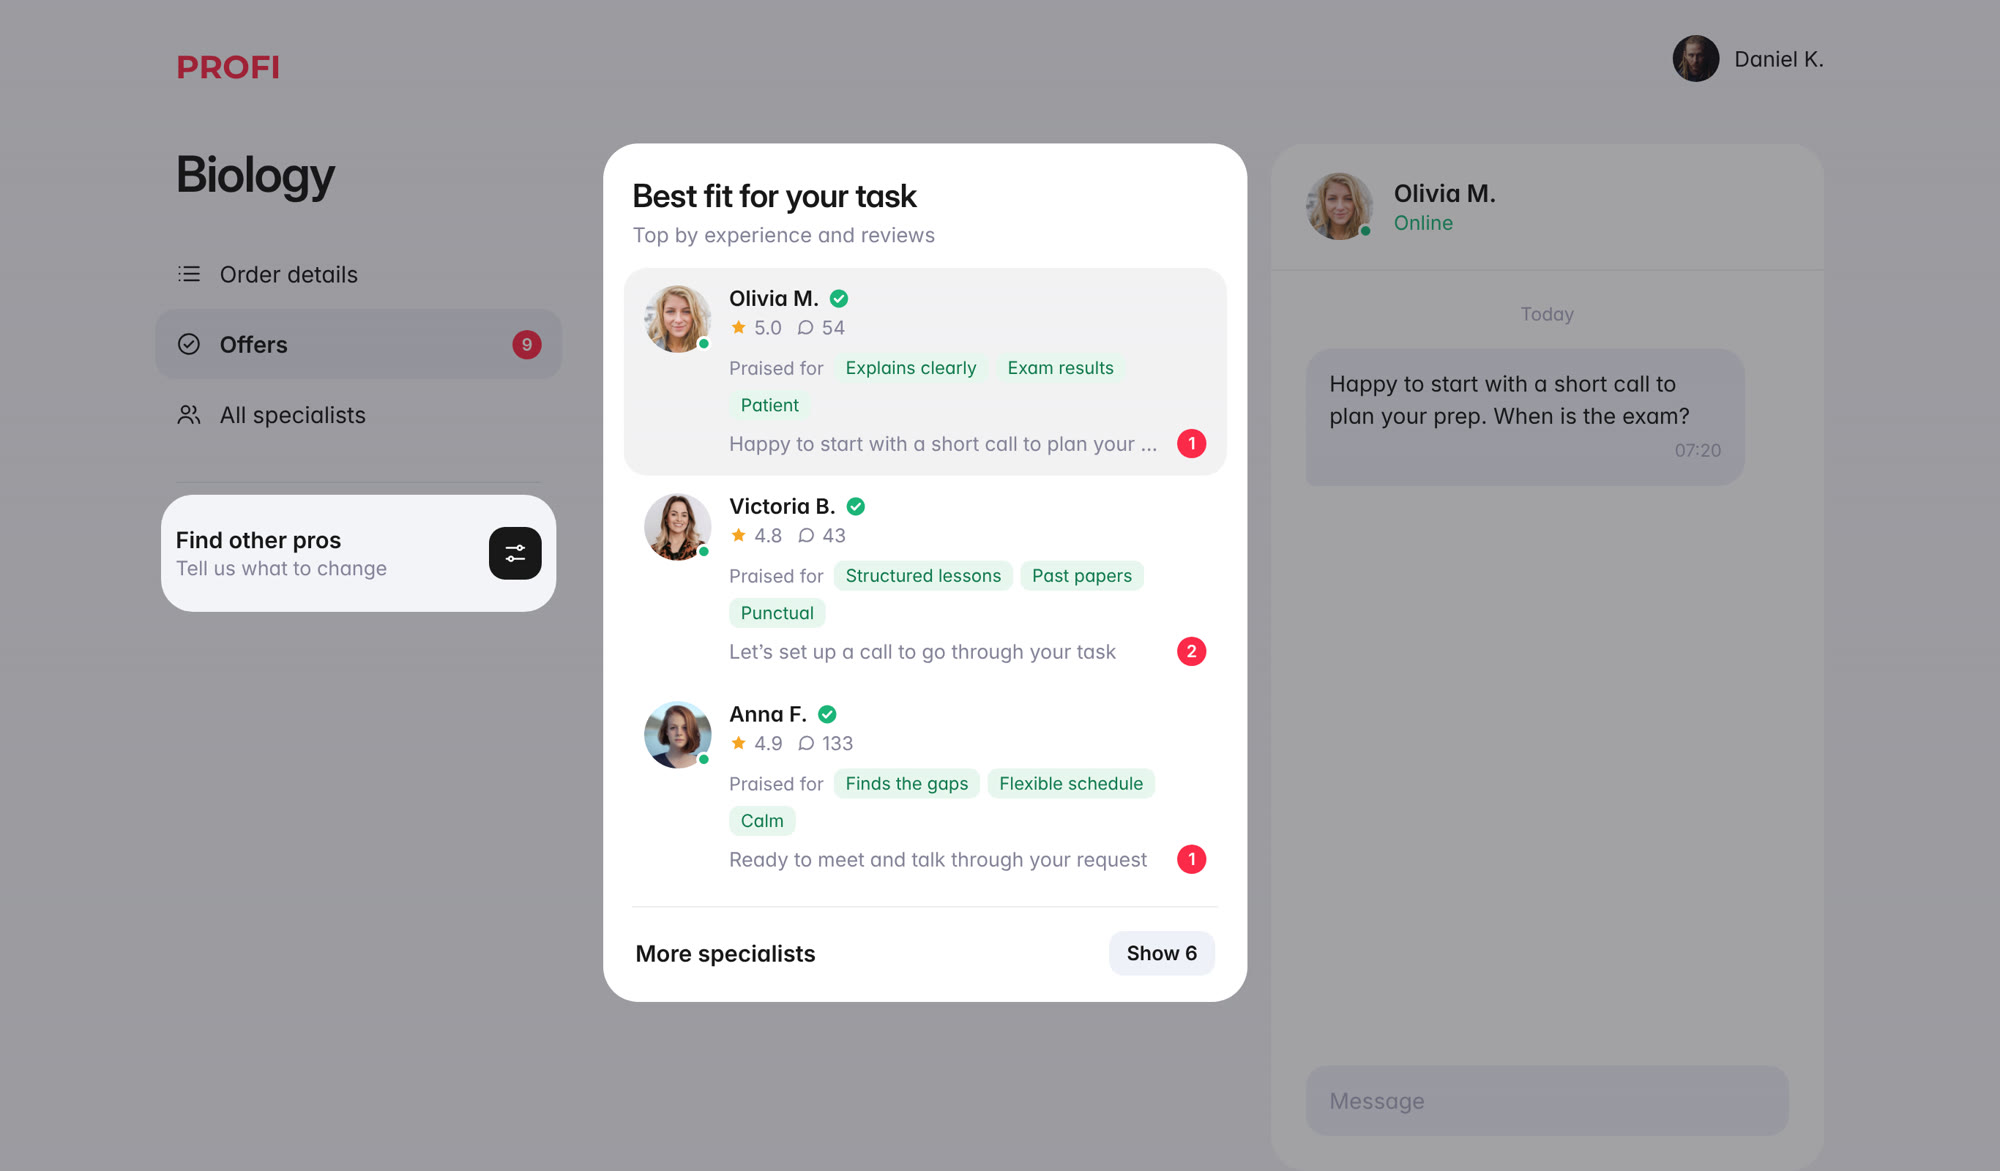 PROFI
Daniel K.
Biology
Order details
Offers
9
All specialists
Find other pros
Tell us what to change
Best fit for your task
Top by experience and reviews
Olivia M.
5.0 54
Praised for Explains clearly Exam results
Patient
Happy to start with a short call to plan your ...
1
Victoria B.
4.8 43
Praised for Structured lessons Past papers
Punctual
Let’s set up a call to go through your task
2
Anna F.
4.9 133
Praised for Finds the gaps Flexible schedule
Calm
Ready to meet and talk through your request
1
More specialists
Show 6
Olivia M.
Online
Today
Happy to start with a short call to
plan your prep. When is the exam?
07:20
Message